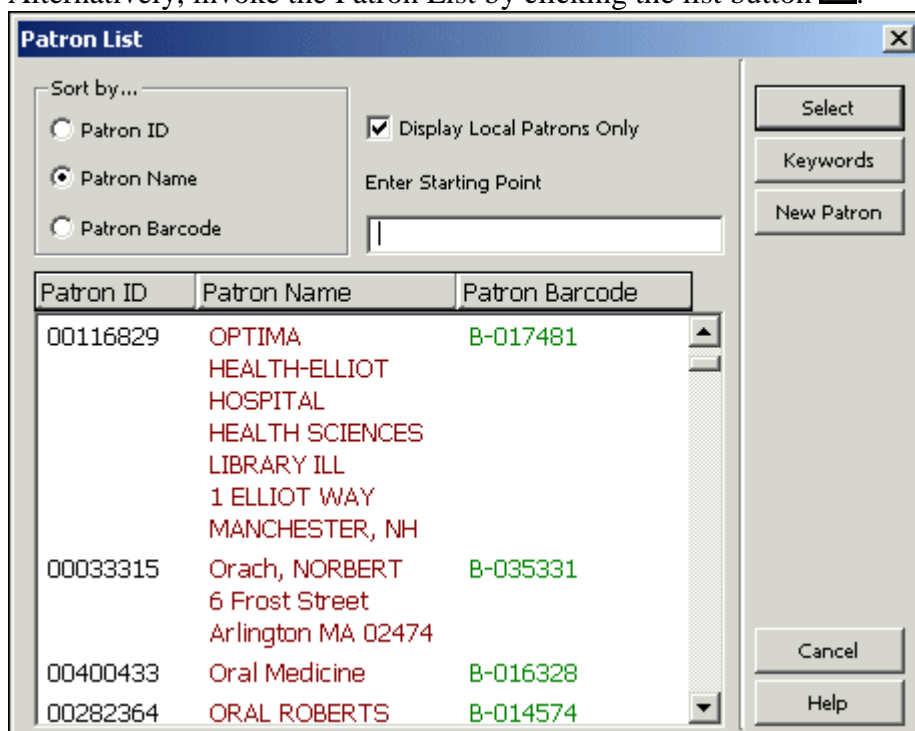 Alternatively, invoke the Patron List by clicking the list button .
Patron List
Sort by...
Patron ID
Patron Name
Patron Barcode
Display Local Patrons Only
Enter Starting Point
Select
Keywords
New Patron
Patron ID Patron Name Patron Barcode
00116829 OPTIMA B-017481
HEALTH-ELLIOT
HOSPITAL
HEALTH SCIENCES
LIBRARY ILL
1 ELLIOT WAY
MANCHESTER, NH
00033315 Orach, NORBERT B-035331
6 Frost Street
Arlington MA 02474
00400433 Oral Medicine B-016328
00282364 ORAL ROBERTS B-014574
Cancel
Help